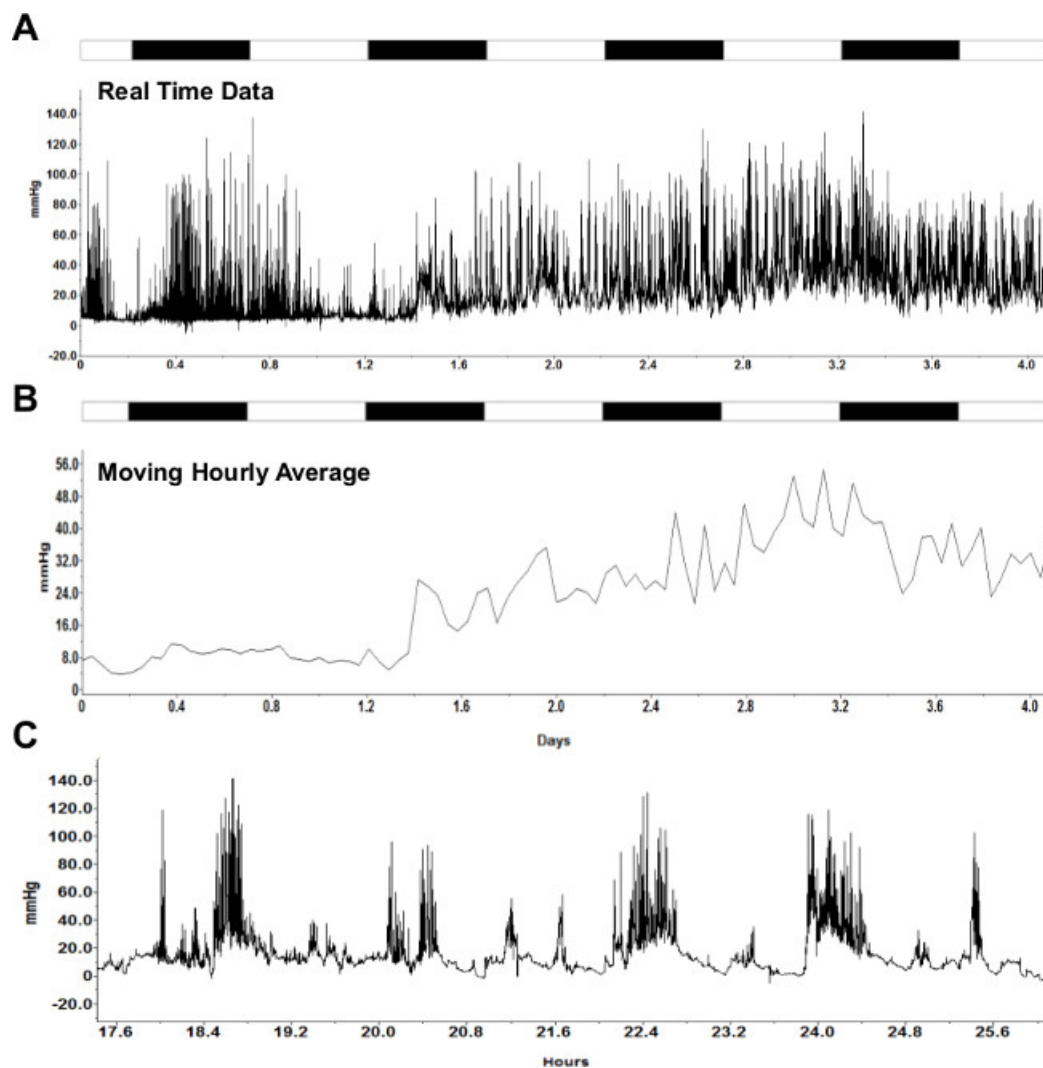 A
Real Time Data
mmHg
140.0
120.0
100.0
80.0
60.0
40.0
20.0
0
-20.0
0 0.4 0.8 1.2 1.6 2.0 2.4 2.8 3.2 3.6 4.0
B
Moving Hourly Average
mmHg
56.0
48.0
40.0
32.0
24.0
16.0
8.0
0
0 0.4 0.8 1.2 1.6 2.0 2.4 2.8 3.2 3.6 4.0
Days
C
mmHg
140.0
120.0
100.0
80.0
60.0
40.0
20.0
0
-20.0
17.6 18.4 19.2 20.0 20.8 21.6 22.4 23.2 24.0 24.8 25.6
Hours